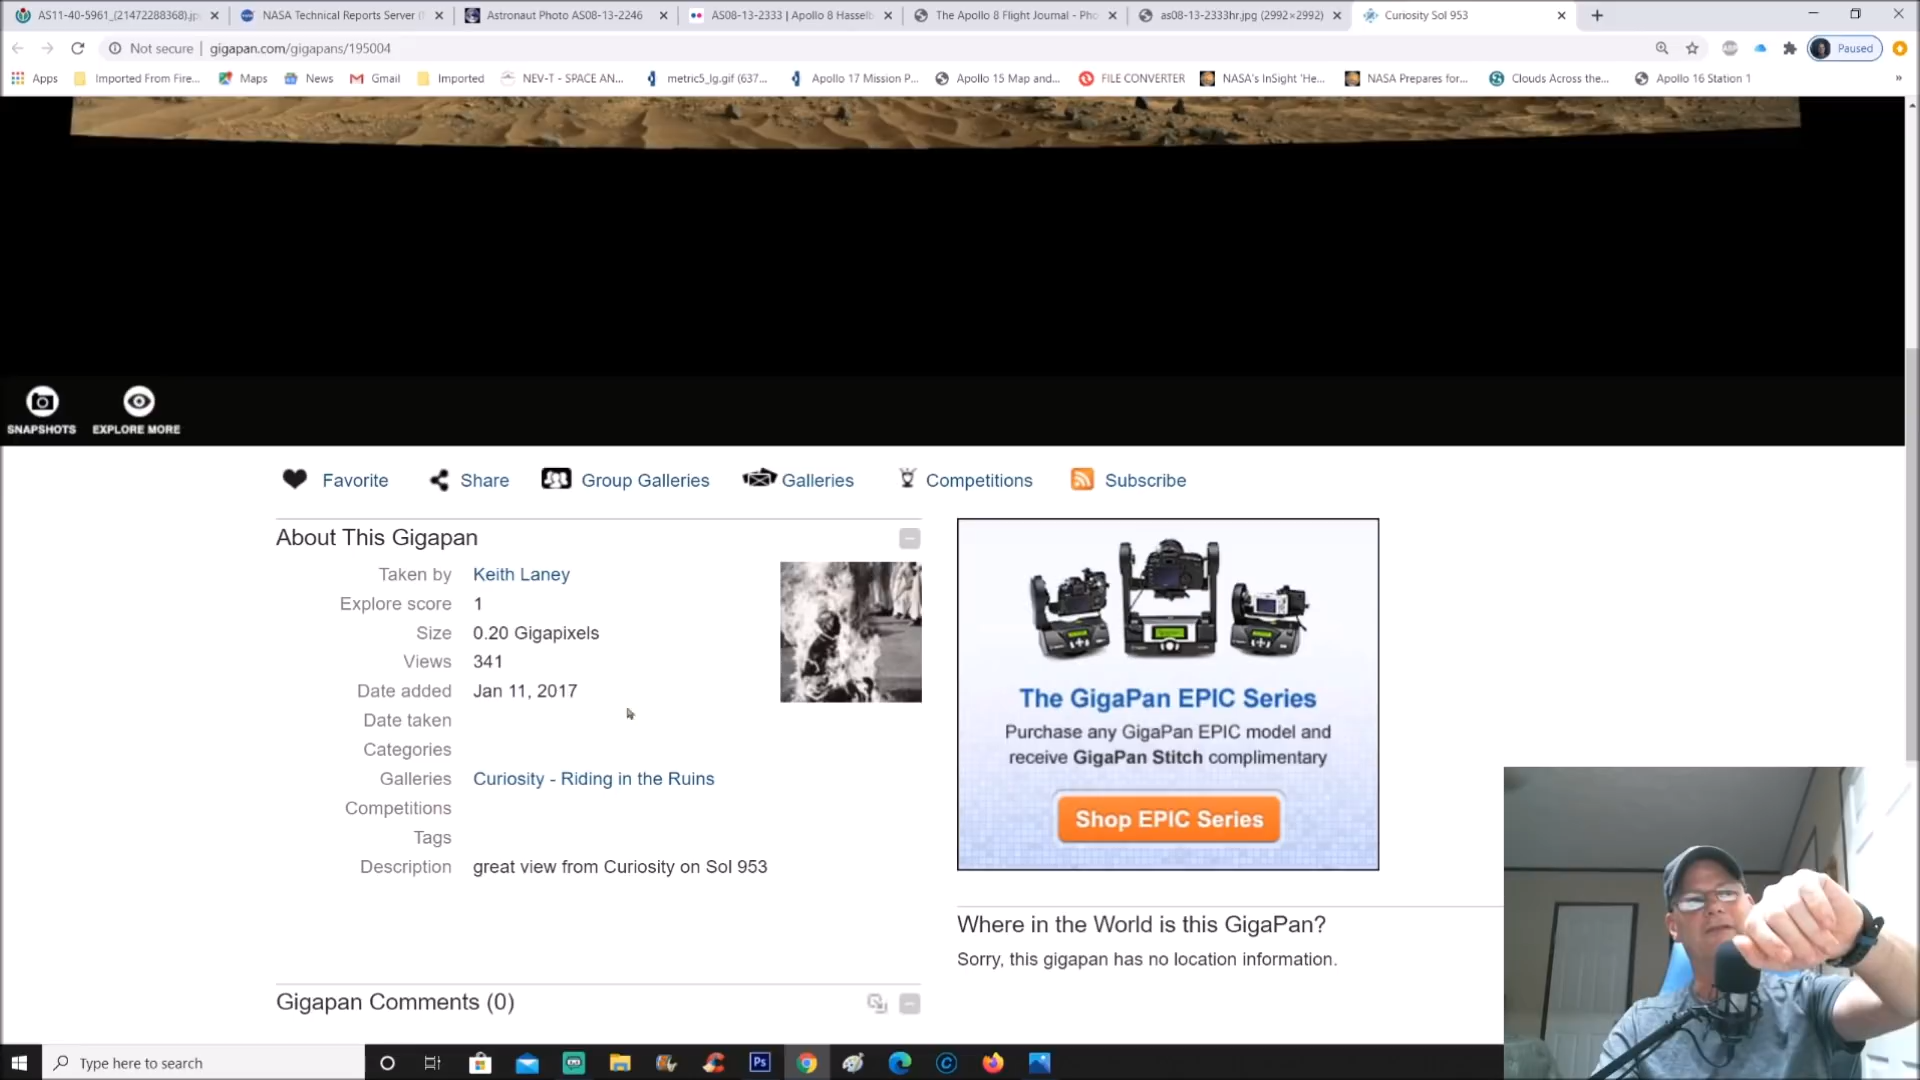 AS11-40-5961_(21472288368).jp
NASA Technical Reports Server (
Astronaut Photo AS08-13-2246
AS08-13-2333 | Apollo 8 Hasselb
The Apollo 8 Flight Journal - Pho
as08-13-2333hr.jpg (2992×2992)
Curiosity Sol 953
Not secure | gigapan.com/gigapans/195004
Paused
Apps
Imported From Fire...
Maps
News
Gmail
Imported
NEV-T - SPACE AN...
metric5_lg.gif (637...
Apollo 17 Mission P...
Apollo 15 Map and...
FILE CONVERTER
NASA's InSight 'He...
NASA Prepares for...
Clouds Across the...
Apollo 16 Station 1
»
SNAPSHOTS
EXPLORE MORE
Favorite
Share
Group Galleries
Galleries
Competitions
Subscribe
About This Gigapan
Taken by Keith Laney
Explore score 1
Size 0.20 Gigapixels
Views 341
Date added Jan 11, 2017
Date taken
Categories
Galleries Curiosity - Riding in the Ruins
Competitions
Tags
Description great view from Curiosity on Sol 953
The GigaPan EPIC Series
Purchase any GigaPan EPIC model and
receive GigaPan Stitch complimentary
Shop EPIC Series
Where in the World is this GigaPan?
Sorry, this gigapan has no location information.
Gigapan Comments (0)
Type here to search
Ps